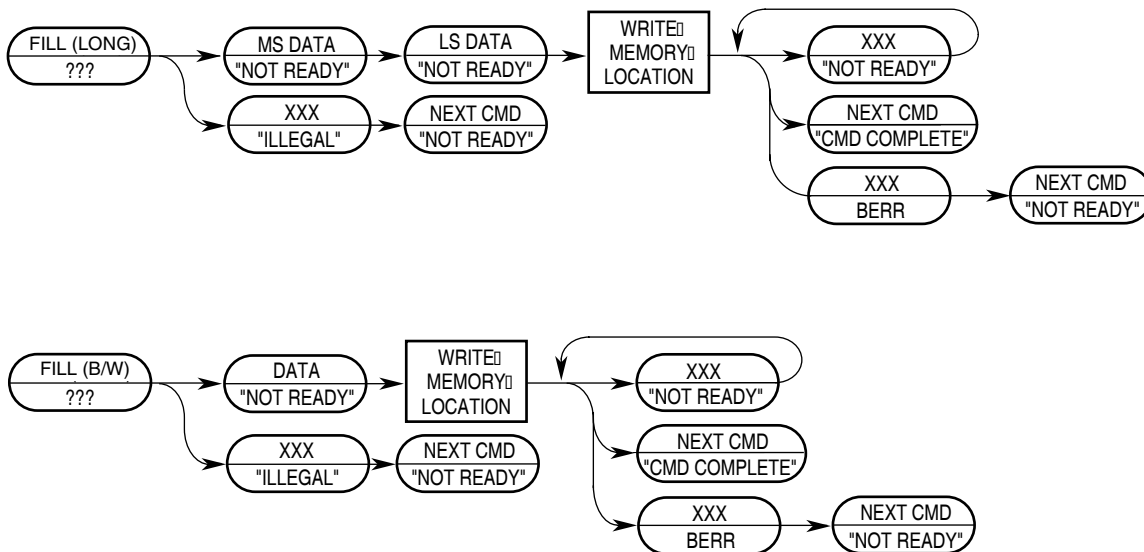 FILL (LONG)
???
MS DATA
"NOT READY"
LS DATA
"NOT READY"
WRITE
MEMORY
LOCATION
XXX
"NOT READY"
XXX
"ILLEGAL"
NEXT CMD
"NOT READY"
NEXT CMD
"CMD COMPLETE"
XXX
BERR
NEXT CMD
"NOT READY"
FILL (B/W)
???
DATA
"NOT READY"
WRITE
MEMORY
LOCATION
XXX
"NOT READY"
XXX
"ILLEGAL"
NEXT CMD
"NOT READY"
NEXT CMD
"CMD COMPLETE"
XXX
BERR
NEXT CMD
"NOT READY"